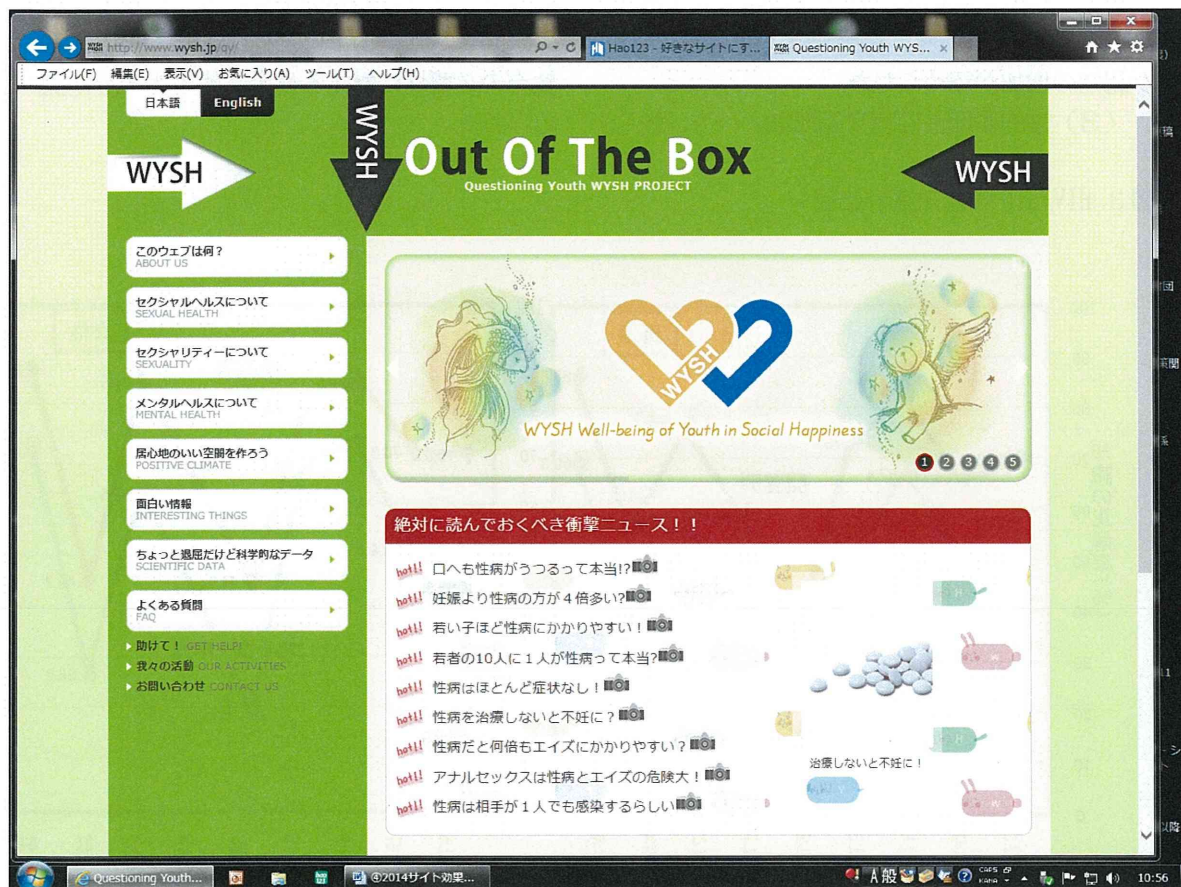 http://www.wysh.jp/qy/
Hao123 - 好きなサイトにす...
Questioning Youth WYS...
ファイル(F) 編集(E) 表示(V) お気に入り(A) ツール(T) ヘルプ(H)
日本語 English
WYSH
WYSH
Out Of The Box
Questioning Youth WYSH PROJECT
WYSH
このウェブは何?
ABOUT US
セクシャルヘルスについて
SEXUAL HEALTH
セクシャリティーについて
SEXUALITY
メンタルヘルスについて
MENTAL HEALTH
居心地のいい空間を作ろう
POSITIVE CLIMATE
面白い情報
INTERESTING THINGS
ちょっと退屈だけど科学的なデータ
SCIENTIFIC DATA
よくある質問
FAQ
助けて! GET HELP!
我々の活動 OUR ACTIVITIES
お問い合わせ CONTACT US
WYSH
WYSH Well-being of Youth in Social Happiness
1 2 3 4 5
絶対に読んでおくべき衝撃ニュース!!
hot!! 口へも性病がうつるって本当!?
hot!! 妊娠より性病の方が4倍多い?
hot!! 若い子ほど性病にかかりやすい!
hot!! 若者の10人に1人が性病って本当?
hot!! 性病はほとんど症状なし!
hot!! 性病を治療しないと不妊に?
hot!! 性病だと何倍もエイズにかかりやすい?
hot!! アナルセックスは性病とエイズの危険大!
hot!! 性病は相手が1人でも感染するらしい
治療しないと不妊に!
Questioning Youth...
④2014サイト効果...
A 般
CAPS
KANA
10:56